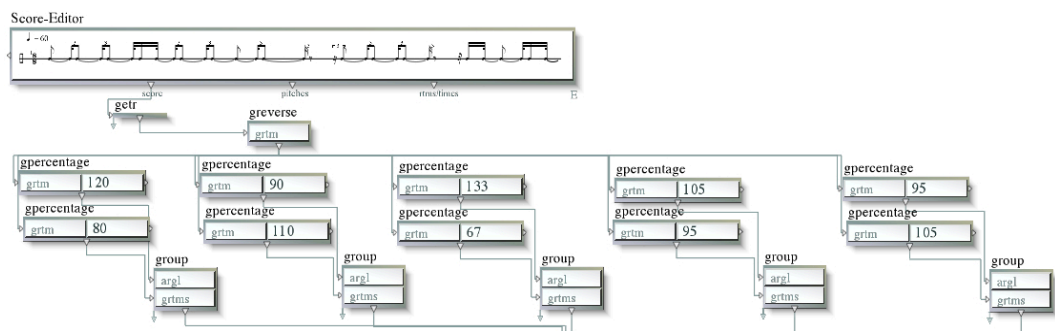 Score-Editor
♩ = 60
score pitches rtms/times E
getr
greverse
grtm
gpercentage gpercentage gpercentage gpercentage gpercentage
grtm 120 grtm 90 grtm 133 grtm 105 grtm 95
gpercentage gpercentage gpercentage gpercentage gpercentage
grtm 80 grtm 110 grtm 67 grtm 95 grtm 105
group group group group group
argl argl argl argl argl
grtms grtms grtms grtms grtms